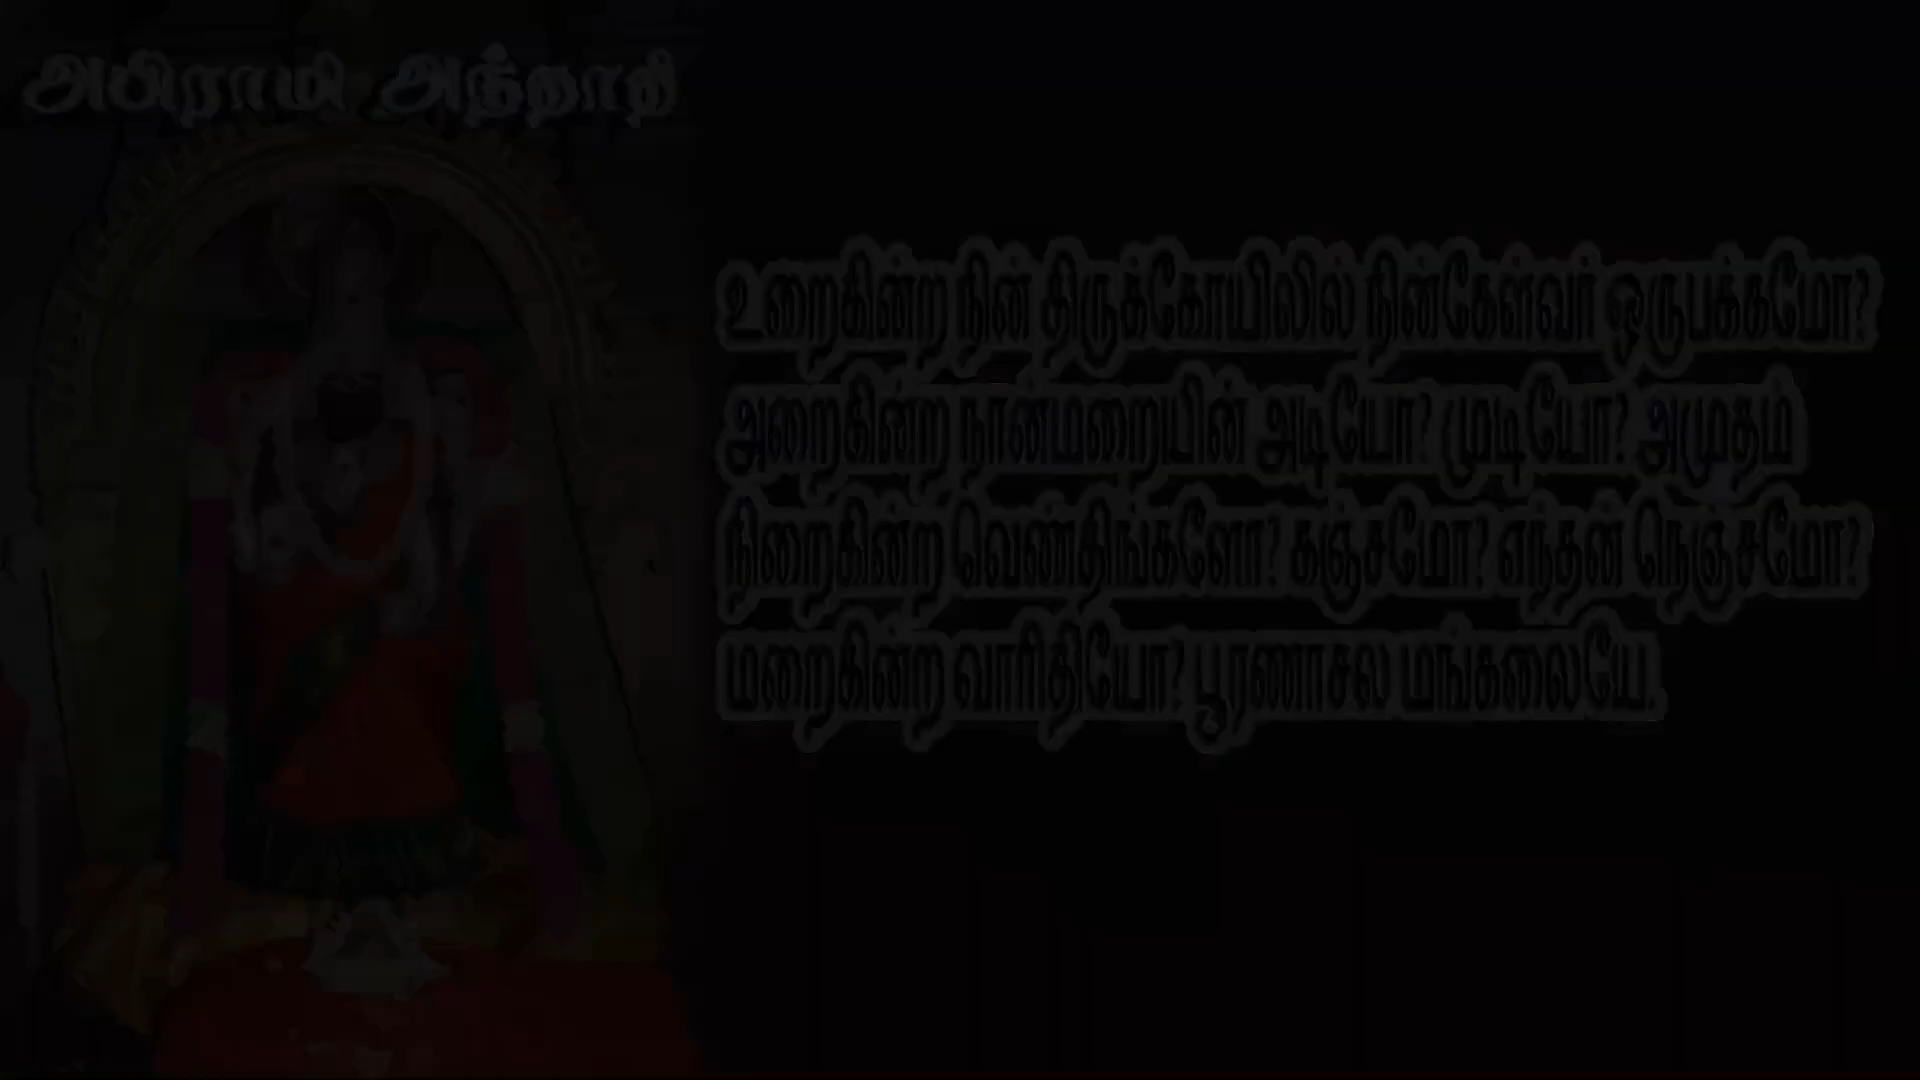 அபிராமி அந்தாதி
உறைகின்ற நின் திருக்கோயிலில் நின்கேள்வர் ஒருபக்கமோ?
அறைகின்ற நான்மறையின் அடியோ? முடியோ? அமுதம்
நிறைகின்ற வெண்திங்களோ? கஞ்சமோ? எந்தன் நெஞ்சமோ?
மறைகின்ற வாரிதியோ? பூரணாசல மங்கலையே.